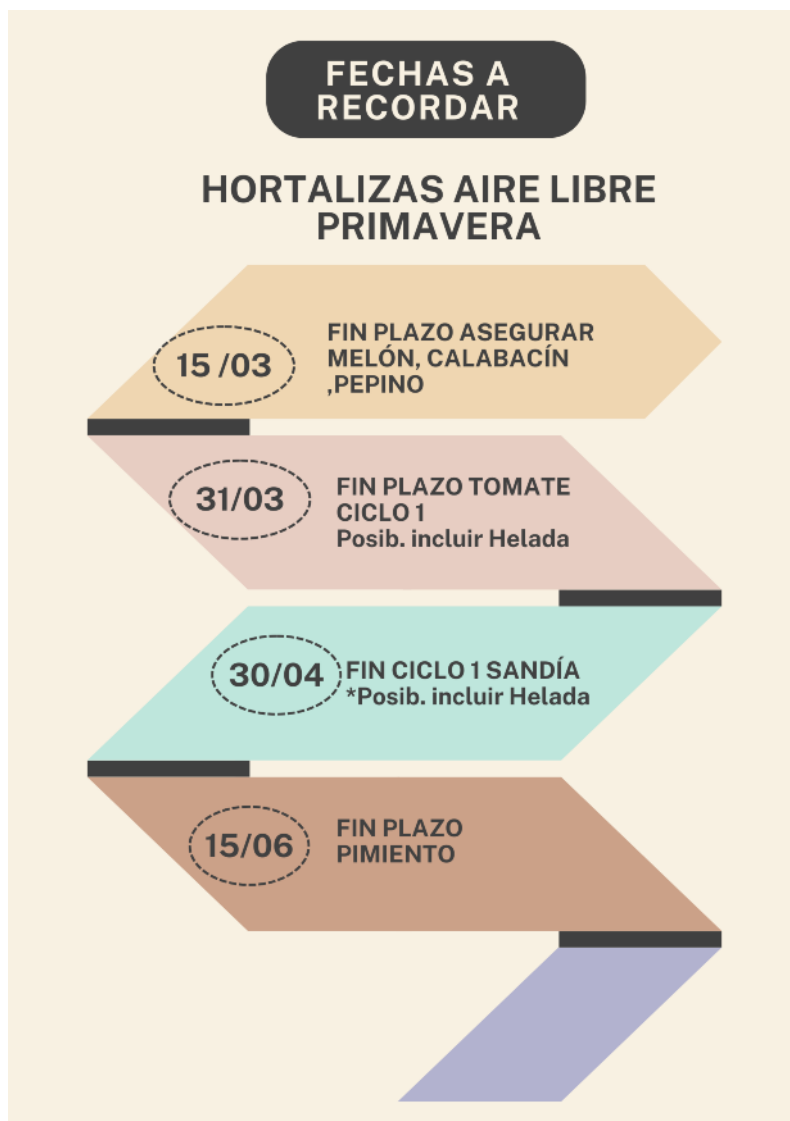 FECHAS A
RECORDAR
HORTALIZAS AIRE LIBRE
PRIMAVERA
15 /03
FIN PLAZO ASEGURAR
MELÓN, CALABACÍN
,PEPINO
31/03
FIN PLAZO TOMATE
CICLO 1
Posib. incluir Helada
30/04
FIN CICLO 1 SANDÍA
*Posib. incluir Helada
15/06
FIN PLAZO
PIMIENTO